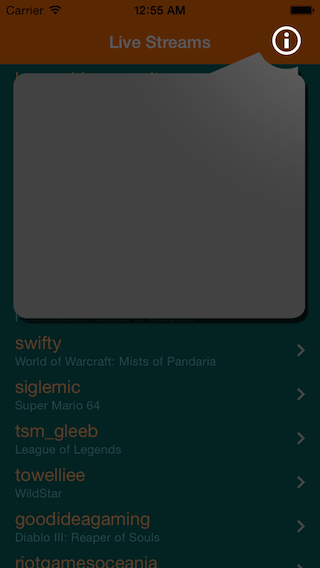 Carrier 12:55 AM
Live Streams
swifty
World of Warcraft: Mists of Pandaria
siglemic
Super Mario 64
tsm_gleeb
League of Legends
towelliee
WildStar
goodideagaming
Diablo III: Reaper of Souls
riotgamesoceania